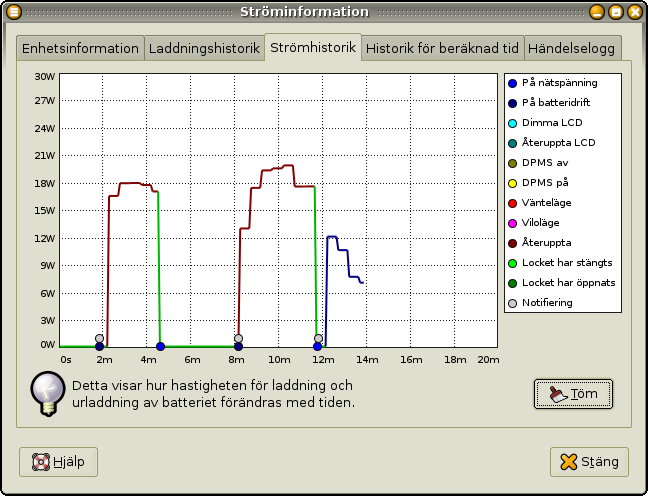 Ströminformation
Enhetsinformation Laddningshistorik Strömhistorik Historik för beräknad tid Händelselogg
30W
27W
24W
21W
18W
15W
12W
9W
6W
3W
0W
0s 2m 4m 6m 8m 10m 12m 14m 16m 18m 20m
På nätspänning
På batteridrift
Dimma LCD
Återuppta LCD
DPMS av
DPMS på
Vänteläge
Viloläge
Återuppta
Locket har stängts
Locket har öppnats
Notifiering
Detta visar hur hastigheten för laddning och
urladdning av batteriet förändras med tiden.
Töm
Hjälp
Stäng